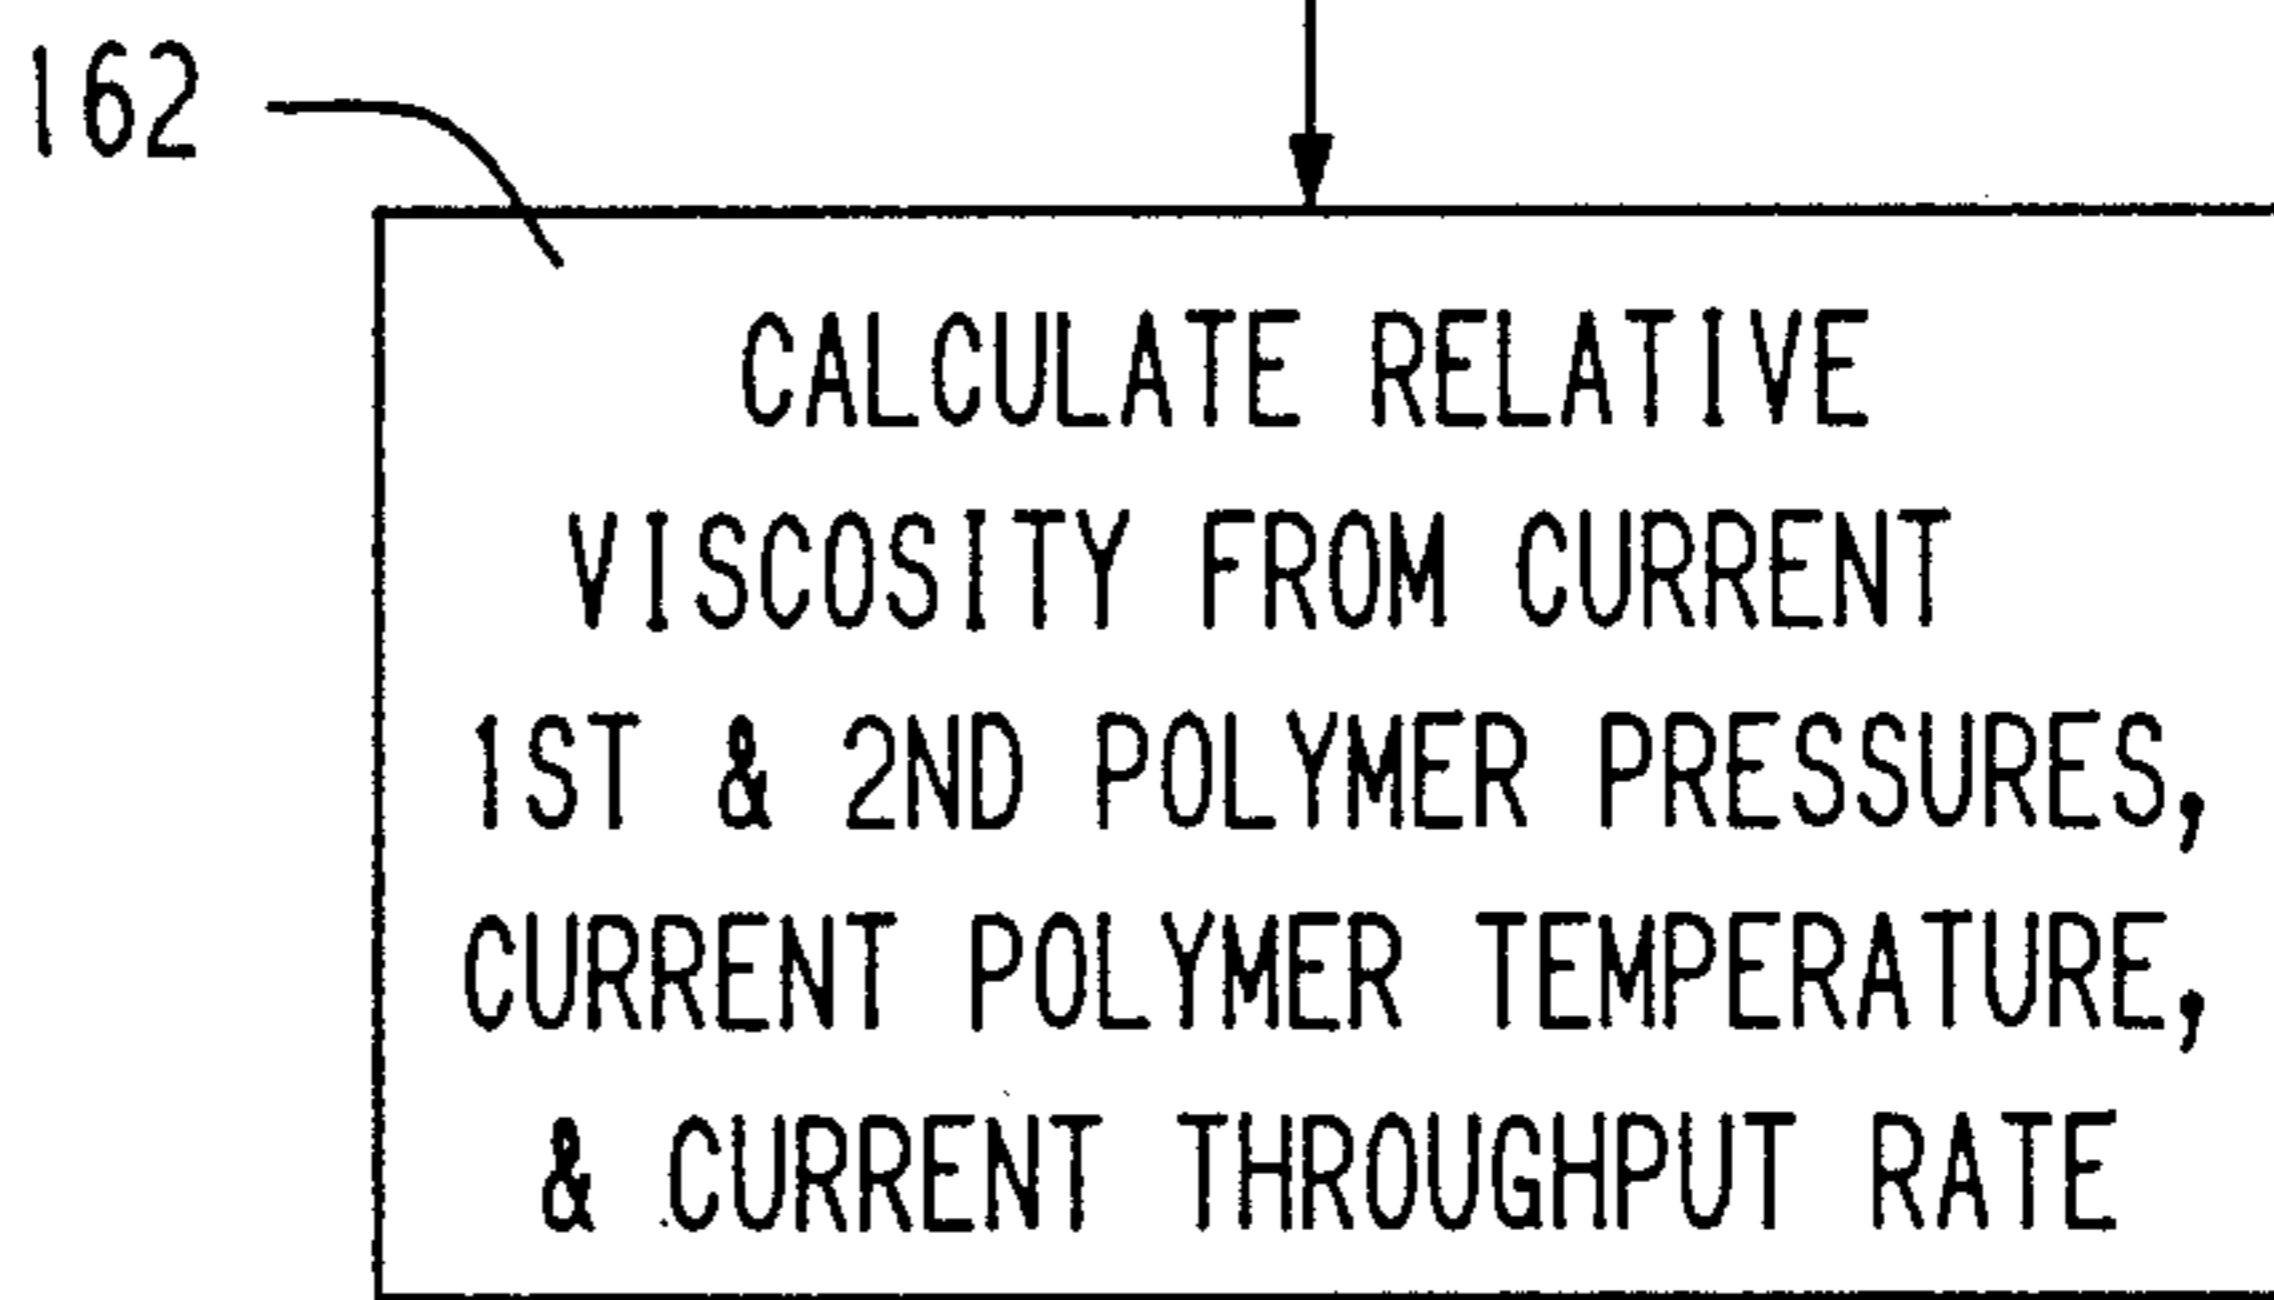 162
CALCULATE RELATIVE
VISCOSITY FROM CURRENT
1ST & 2ND POLYMER PRESSURES,
CURRENT POLYMER TEMPERATURE,
& CURRENT THROUGHPUT RATE